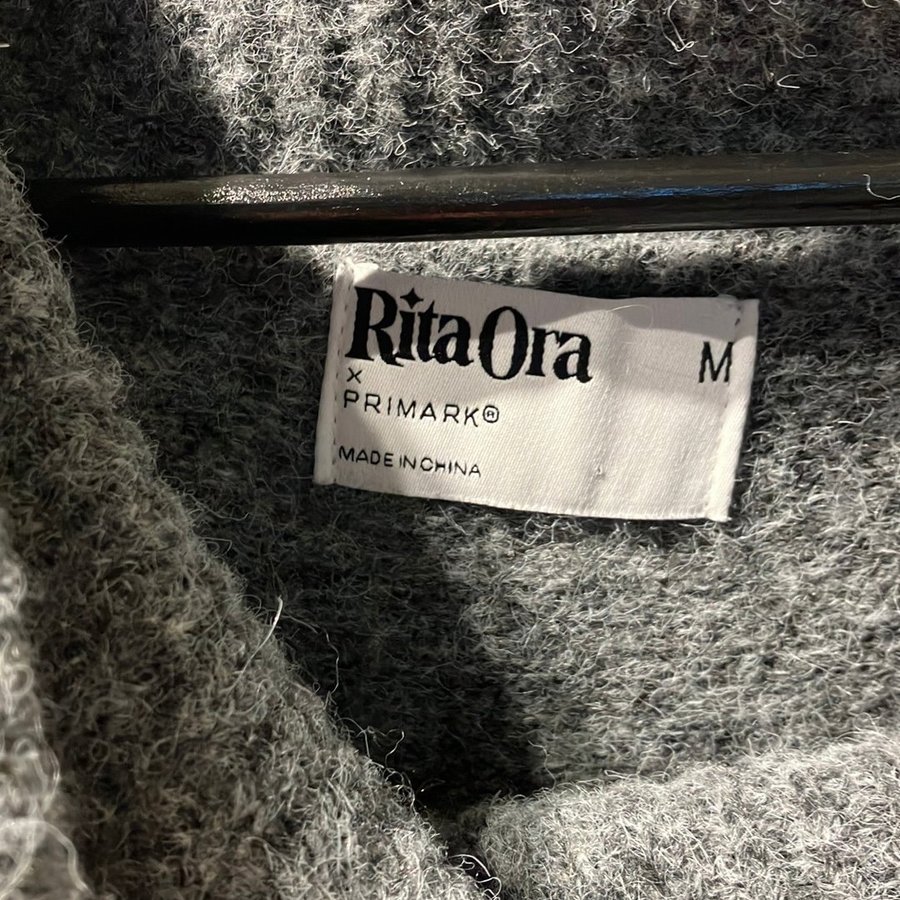 Rita Ora
M
x
PRIMARK®
MADE IN CHINA